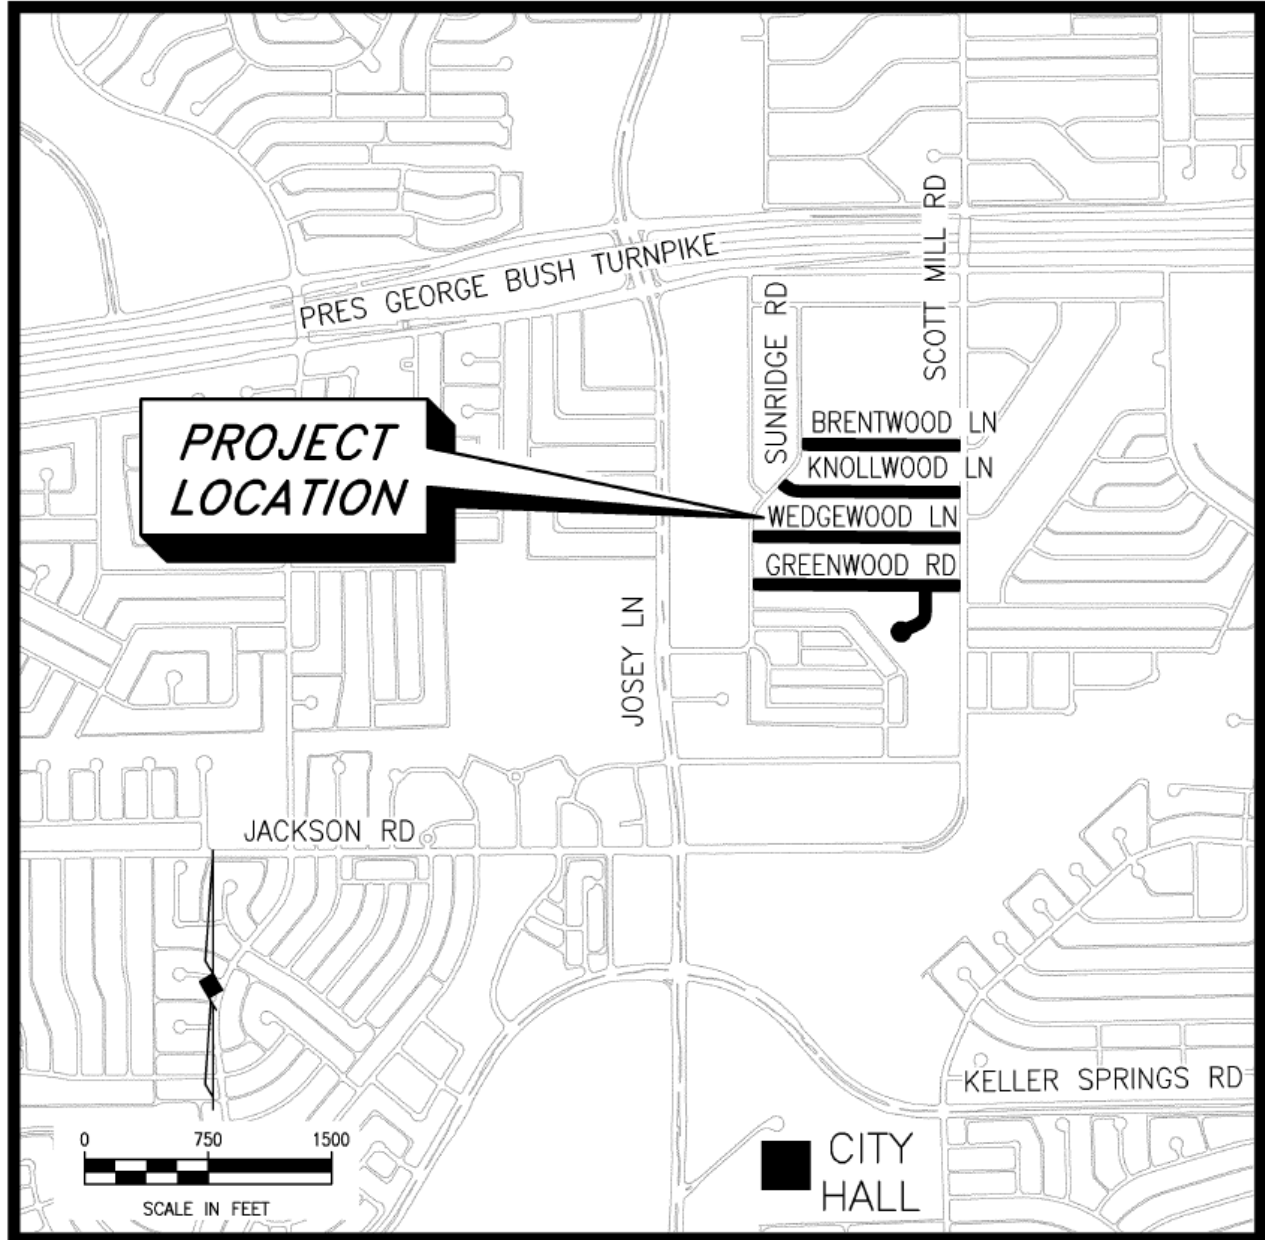 SCOTT MILL RD
PRES GEORGE BUSH TURNPIKE
SUNRIDGE RD
BRENTWOOD LN
PROJECT
LOCATION
KNOLLWOOD LN
WEDGEWOOD LN
GREENWOOD RD
JOSEY LN
JACKSON RD
KELLER SPRINGS RD
0 750 1500
SCALE IN FEET
CITY
HALL